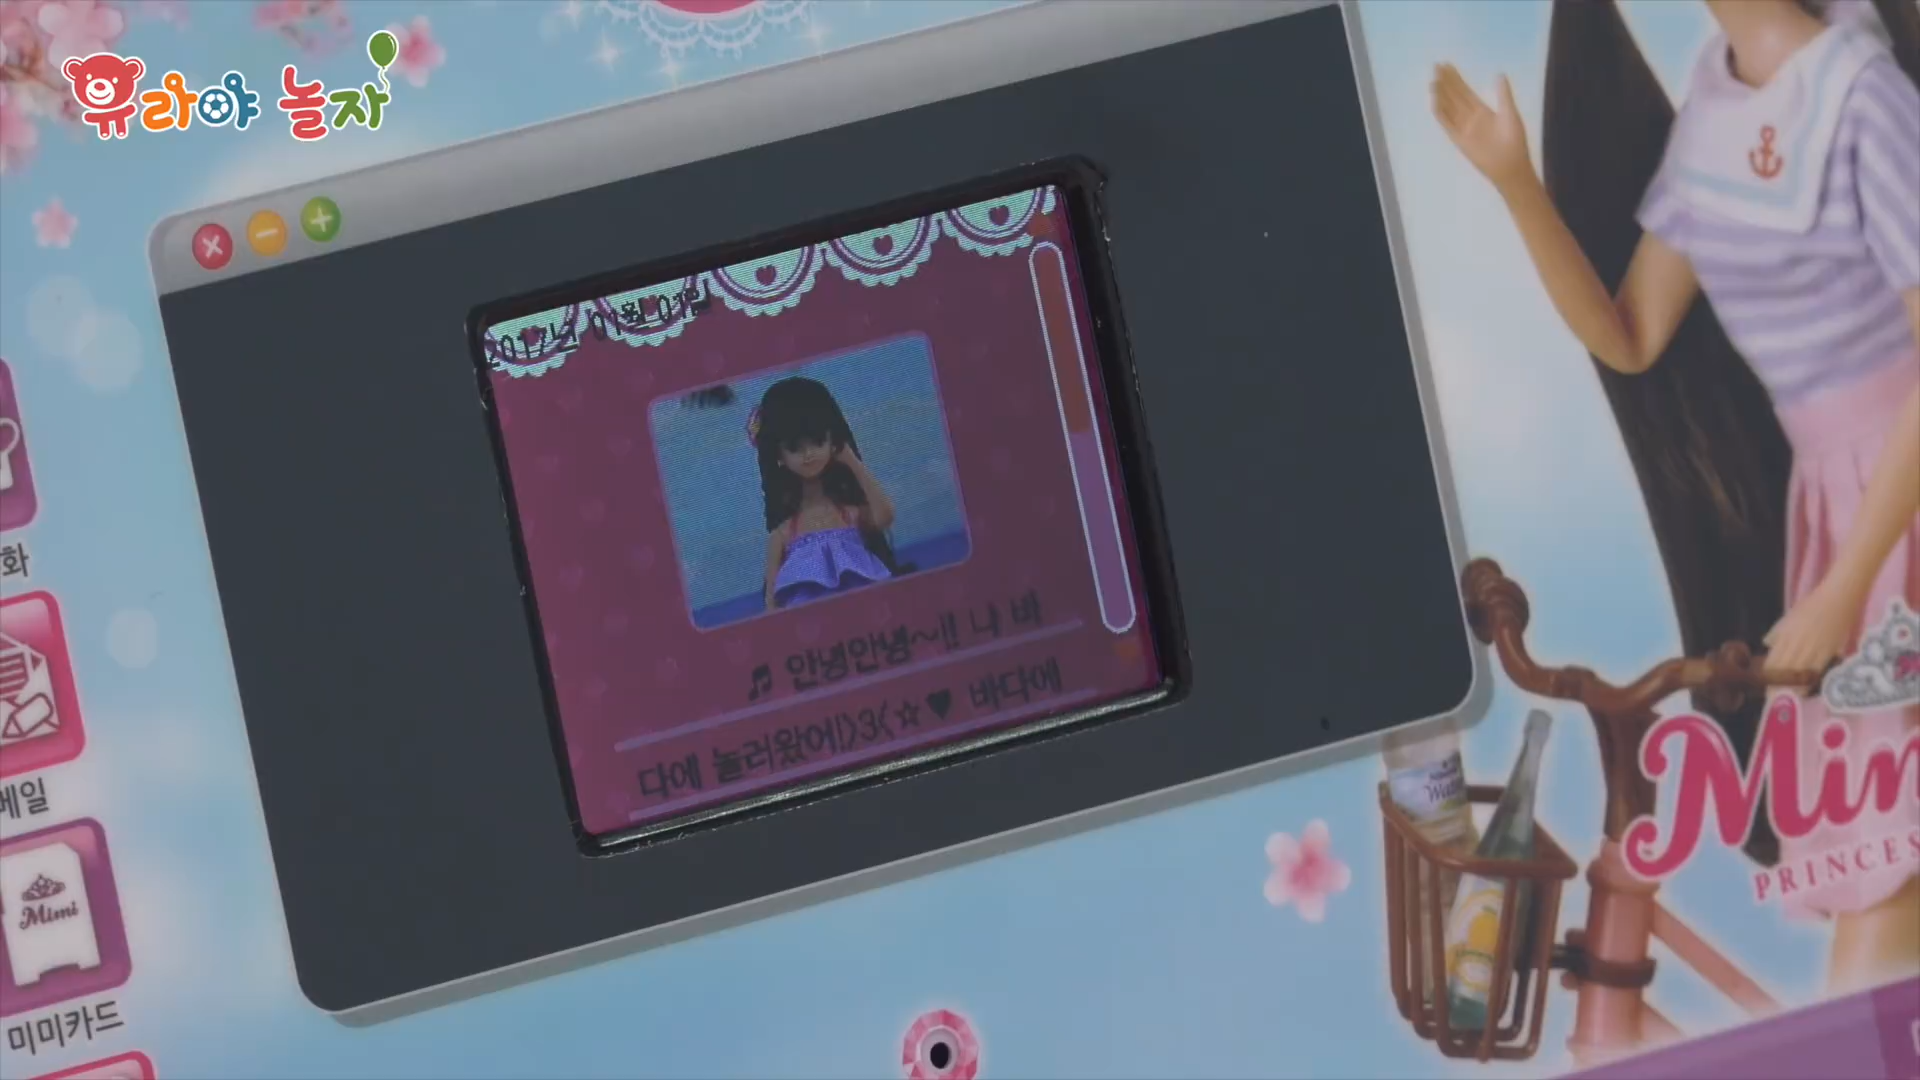 유라야 놀자
2017년 01월 01일
♬ 안녕안녕~!! 나 바
다에 놀러왔어!>3<☆♥ 바다에
화
메일
Mimi
미미카드
Mim
PRINCES